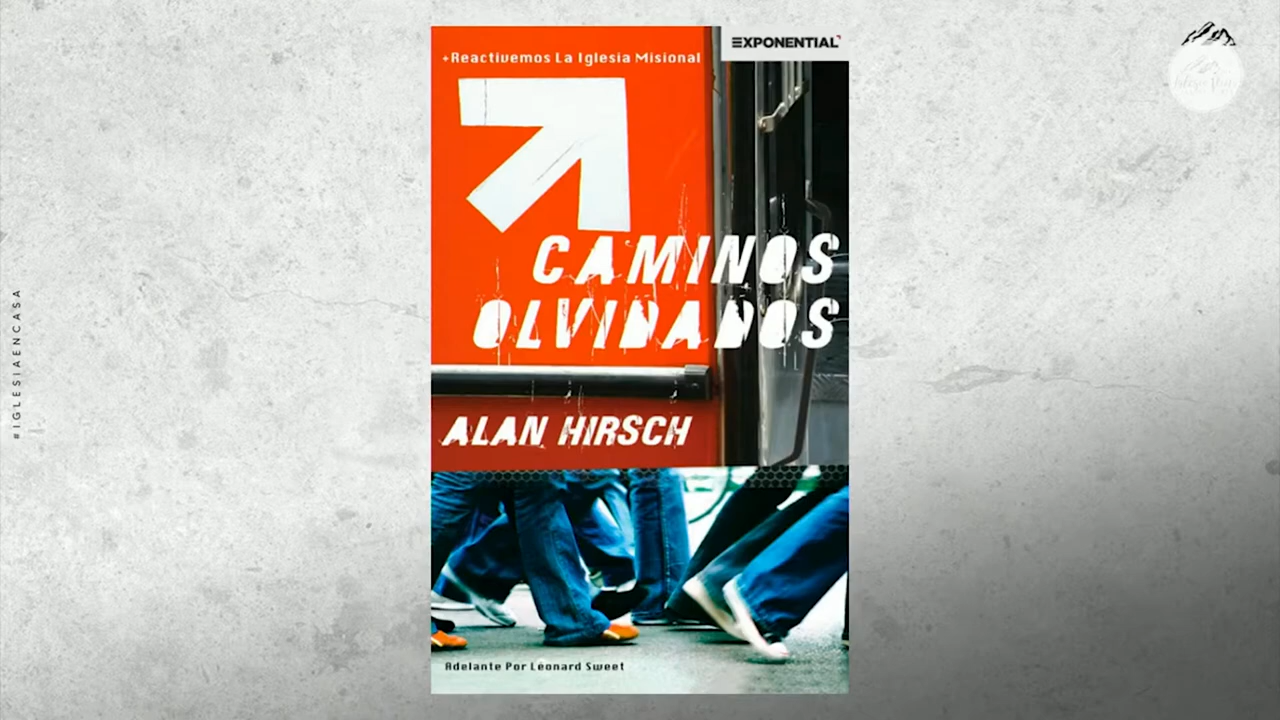 +Reactivemos La Iglesia Misional
EXPONENTIAL
CAMINOS
OLVIDADOS
ALAN HIRSCH
Adelante Por Leonard Sweet
#IGLESIAENCASA